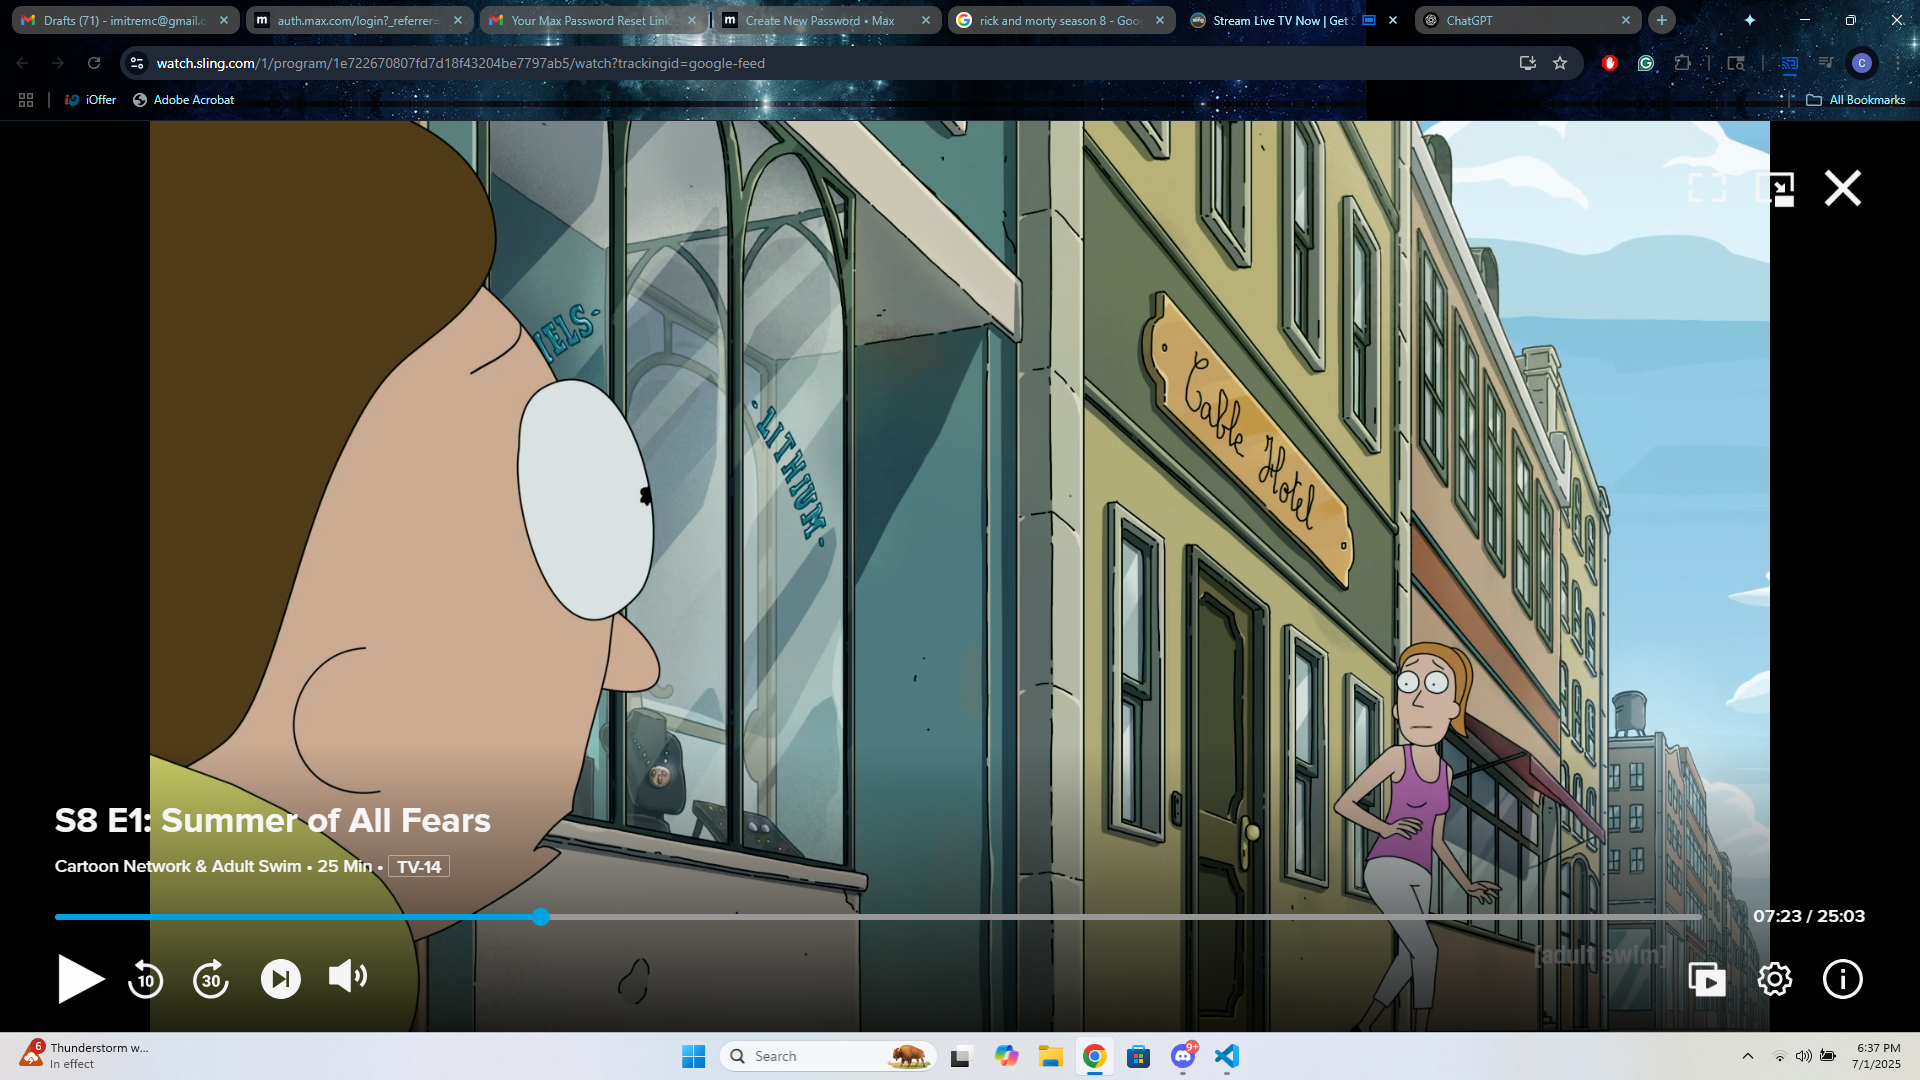 Drafts (71) - imitremc@gmail.c
auth.max.com/login?_referrer=
Your Max Password Reset Link
Create New Password • Max
rick and morty season 8 - Goo
Stream Live TV Now | Get S
ChatGPT
watch.sling.com/1/program/1e722670807fd7d18f43204be7797ab5/watch?trackingid=google-feed
C
iOffer
Adobe Acrobat
All Bookmarks
IELS-
- LITHIUM -
Cable Hotel
S8 E1: Summer of All Fears
Cartoon Network & Adult Swim • 25 Min • TV-14
07:23 / 25:03
[adult swim]
10
30
6
Thunderstorm w...
In effect
Search
9+
6:37 PM
7/1/2025